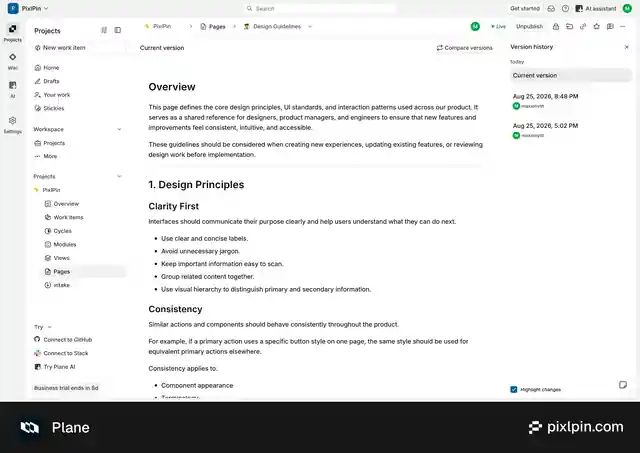 PixlPin
Search
Get started
AI assistant
M
Projects
Wiki
AI
Settings
Projects
New work item
Home
Drafts
Your work
Stickies
Workspace
Projects
More
Projects
PixlPin
Overview
Work items
Cycles
Modules
Views
Pages
Intake
Try
Connect to GitHub
Connect to Slack
Try Plane AI
Business trial ends in 8d
PixlPin
Pages
Design Guidelines
M
Live
Unpublish
Current version
Compare versions
Overview
This page defines the core design principles, UI standards, and interaction patterns used across our product. It
serves as a shared reference for designers, product managers, and engineers to ensure that new features and
improvements feel consistent, intuitive, and accessible.
These guidelines should be considered when creating new experiences, updating existing features, or reviewing
design work before implementation.
1. Design Principles
Clarity First
Interfaces should communicate their purpose clearly and help users understand what they can do next.
• Use clear and concise labels.
• Avoid unnecessary jargon.
• Keep important information easy to scan.
• Group related content together.
• Use visual hierarchy to distinguish primary and secondary information.
Consistency
Similar actions and components should behave consistently throughout the product.
For example, if a primary action uses a specific button style on one page, the same style should be used for
equivalent primary actions elsewhere.
Consistency applies to:
• Component appearance
• Terminology
Version history
Today
Current version
Aug 25, 2026, 8:48 PM
Aug 25, 2026, 5:02 PM
Highlight changes
Plane
pixlpin.com